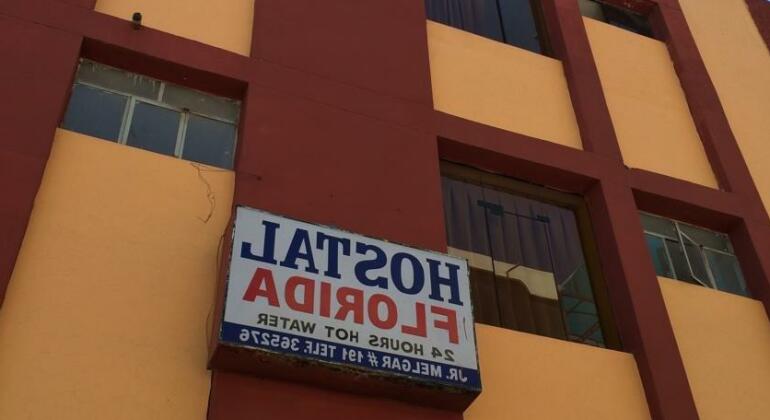 HOSTAL
FLORIDA
24 HOURS HOT WATER
JR. MELGAR # 191 TELF. 365276